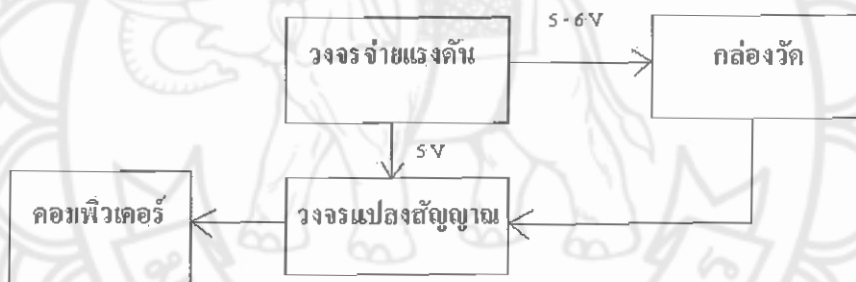 5-6V
วงจรจ่ายแรงดัน
กล่องวัด
5V
คอมพิวเตอร์
วงจรแปลงสัญญาณ